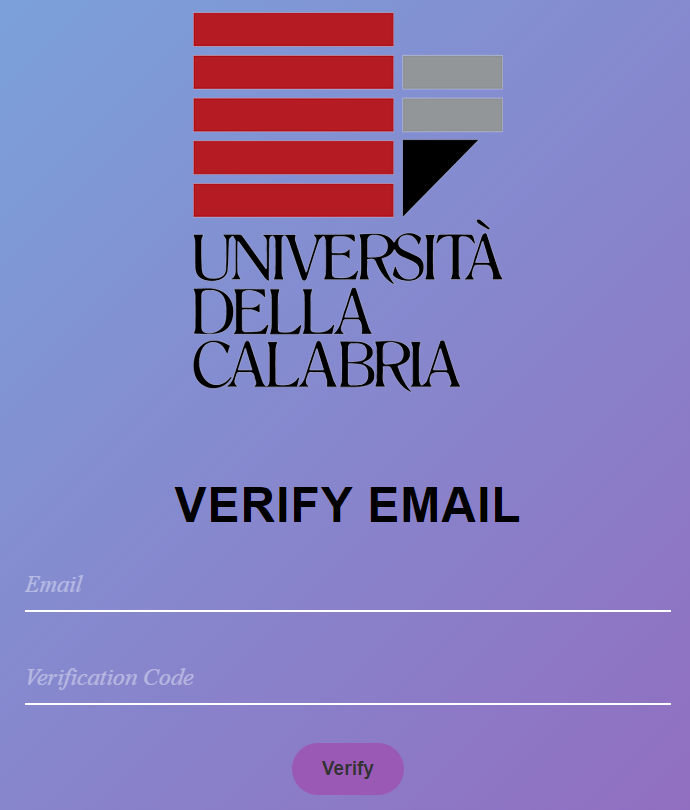 UNIVERSITÀ
DELLA
CALABRIA
VERIFY EMAIL
Email
Verification Code
Verify